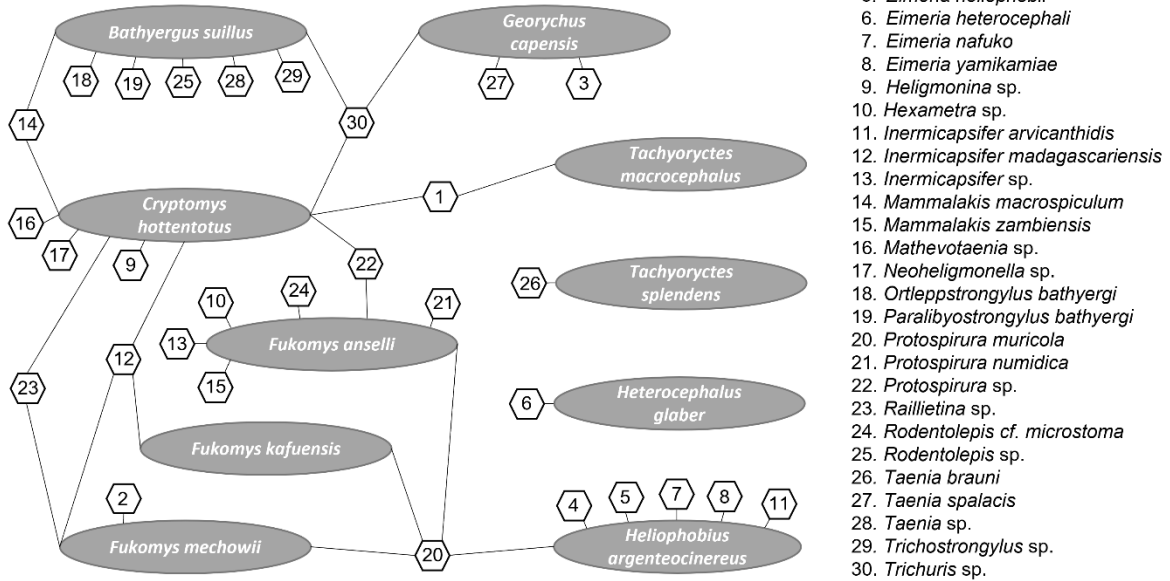 Bathyergus suillus
18
19
25
28
29
Georychus
capensis
27
3
14
30
Tachyoryctes
macrocephalus
1
Cryptomys
hottentotus
16
17
9
22
Tachyoryctes
splendens
26
10
24
21
13
15
Fukomys anselli
23
12
Heterocephalus
glaber
6
Fukomys kafuensis
2
Fukomys mechowii
20
4
5
7
8
11
Heliophobius
argenteocinereus
6. Eimeria heterocephali
7. Eimeria nafuko
8. Eimeria yamikamiae
9. Heligmonina sp.
10. Hexametra sp.
11. Inermicapsifer arvicanthidis
12. Inermicapsifer madagascariensis
13. Inermicapsifer sp.
14. Mammalakis macrospiculum
15. Mammalakis zambiensis
16. Mathevotaenia sp.
17. Neoheligmonella sp.
18. Ortleppstrongylus bathyergi
19. Paralibyostrongylus bathyergi
20. Protospirura muricola
21. Protospirura numidica
22. Protospirura sp.
23. Raillietina sp.
24. Rodentolepis cf. microstoma
25. Rodentolepis sp.
26. Taenia brauni
27. Taenia spalacis
28. Taenia sp.
29. Trichostrongylus sp.
30. Trichuris sp.